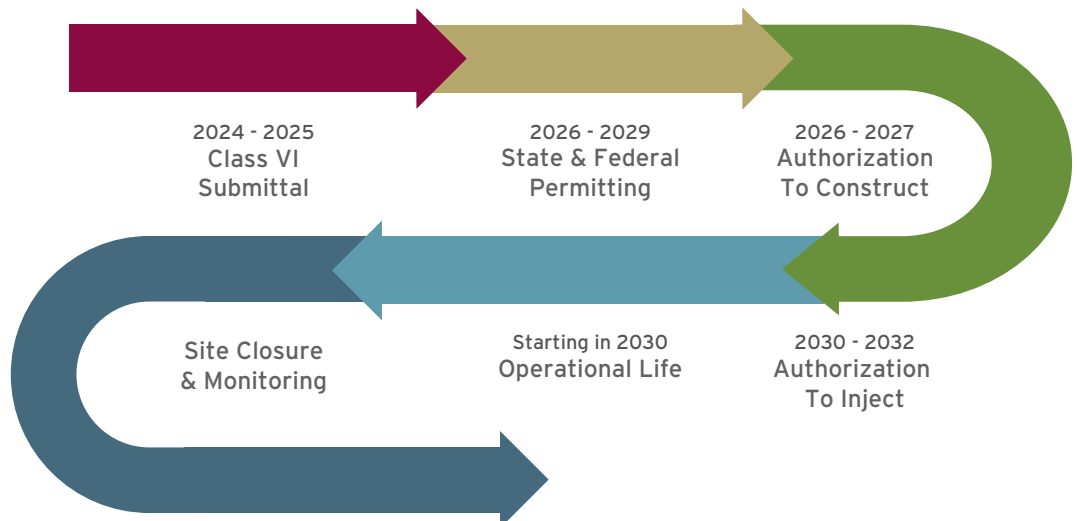 2024 - 2025
Class VI
Submittal
2026 - 2029
State & Federal
Permitting
2026 - 2027
Authorization
To Construct
2030 - 2032
Authorization
To Inject
Starting in 2030
Operational Life
Site Closure
& Monitoring